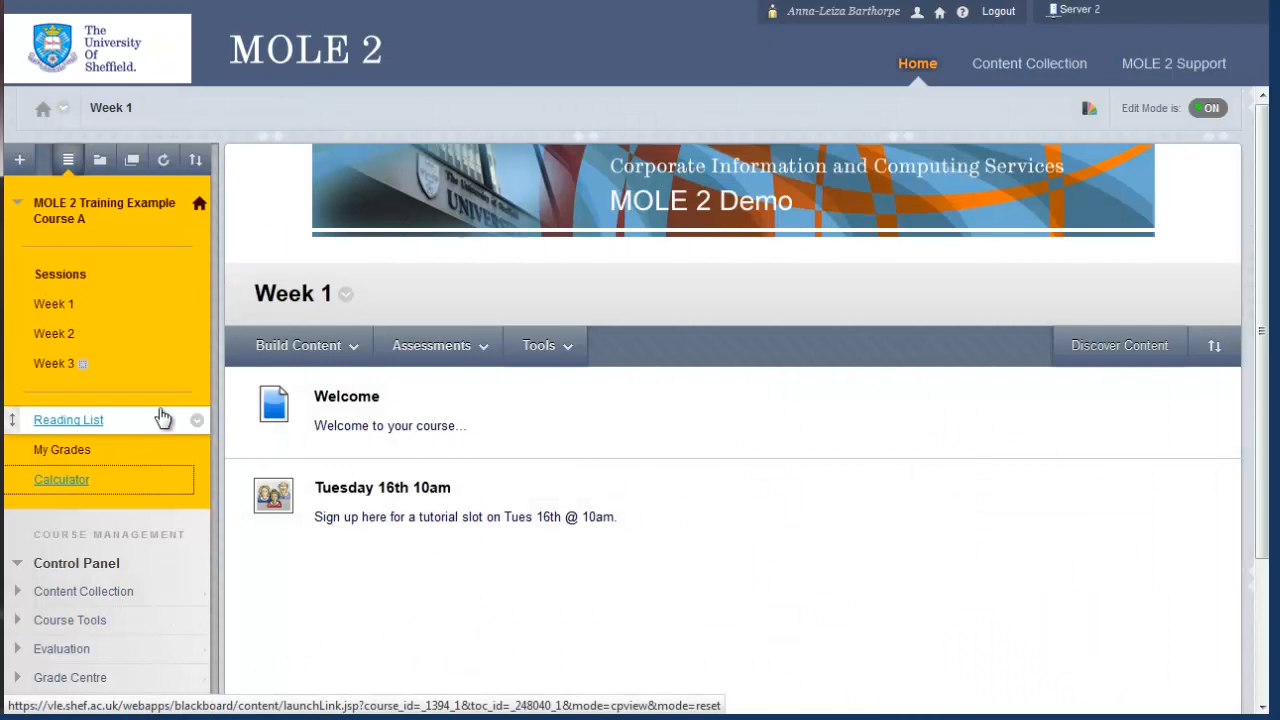 Anna-Leiza Barthorpe
Logout
Server 2
The
University
Of
Sheffield.
MOLE 2
Home
Content Collection
MOLE 2 Support
Week 1
Edit Mode is:
ON
MOLE 2 Training Example
Course A
Sessions
Week 1
Week 2
Week 3
Reading List
My Grades
Calculator
COURSE MANAGEMENT
Control Panel
Content Collection
Course Tools
Evaluation
Grade Centre
UNIVERS
Corporate Information and Computing Services
MOLE 2 Demo
Week 1
Build Content
Assessments
Tools
Discover Content
Welcome
Welcome to your course...
Tuesday 16th 10am
Sign up here for a tutorial slot on Tues 16th @ 10am.
https://vle.shef.ac.uk/webapps/blackboard/content/launchLink.jsp?course_id=_1394_1&toc_id=_248040_1&mode=cpview&mode=reset